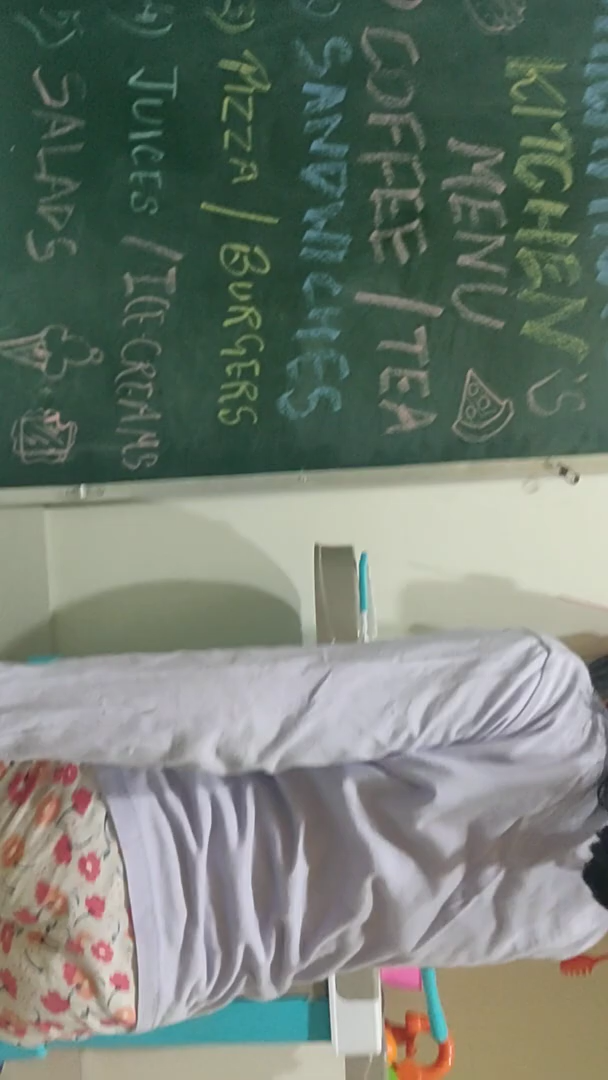 KITCHEN'S
MENU
COFFEE / TEA
SANDWICHES
3) PIZZA / BURGERS
4) JUICES / ICE-CREAMS
5) SALADS